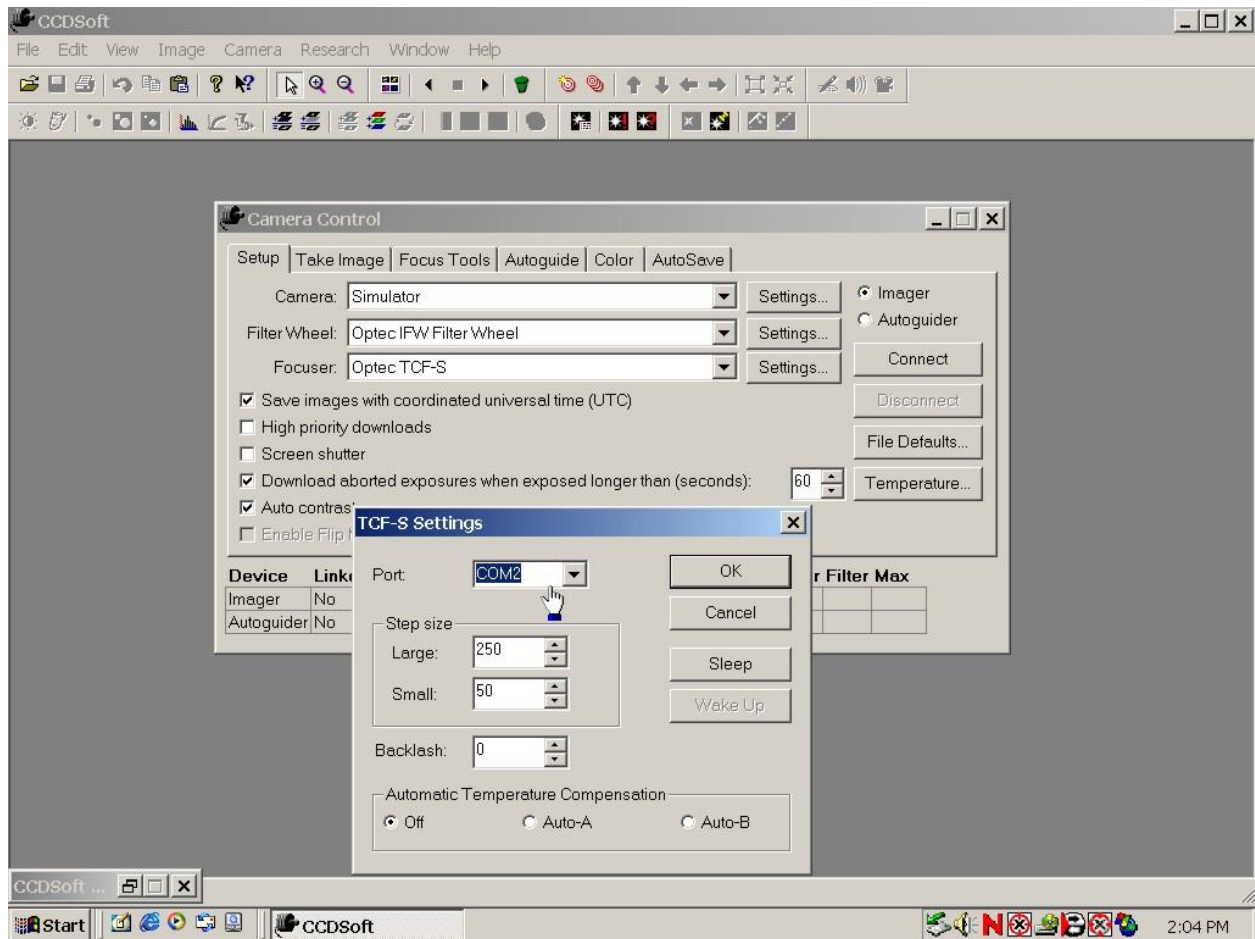 CCDSoft
File Edit View Image Camera Research Window Help
Camera Control
Setup Take Image Focus Tools Autoguide Color AutoSave
Camera: Simulator Settings... Imager
Autoguider
Filter Wheel: Optec IFW Filter Wheel Settings...
Focuser: Optec TCF-S Settings... Connect
Save images with coordinated universal time (UTC) Disconnect
High priority downloads
Screen shutter File Defaults...
Download aborted exposures when exposed longer than (seconds): 60 Temperature...
Auto contras
Enable Flip
TCF-S Settings
Port: COM2 OK
Cancel
Step size
Large: 250 Sleep
Small: 50 Wake Up
Backlash: 0
Automatic Temperature Compensation
Off Auto-A Auto-B
Device Link r Filter Max
Imager No
Autoguider No
CCDSoft ...
Start CCDSoft 2:04 PM